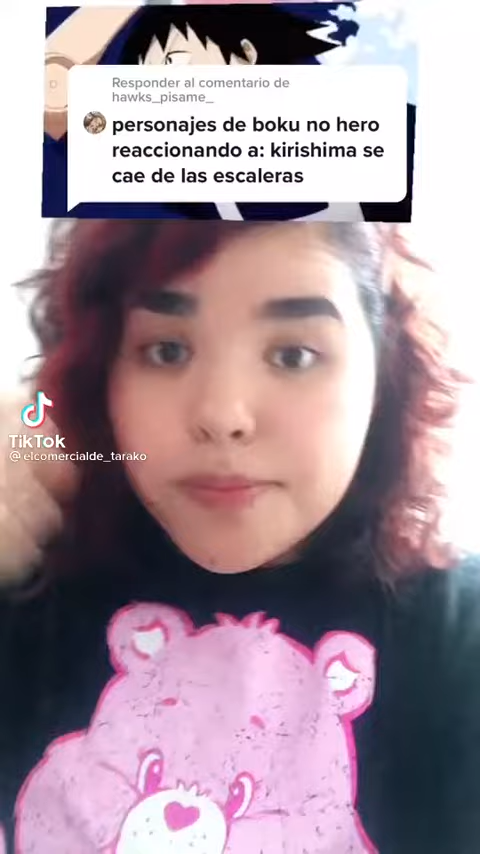 Responder al comentario de
hawks_pisame_
personajes de boku no hero
reaccionando a: kirishima se
cae de las escaleras
TikTok
@elcomercialde_tarako